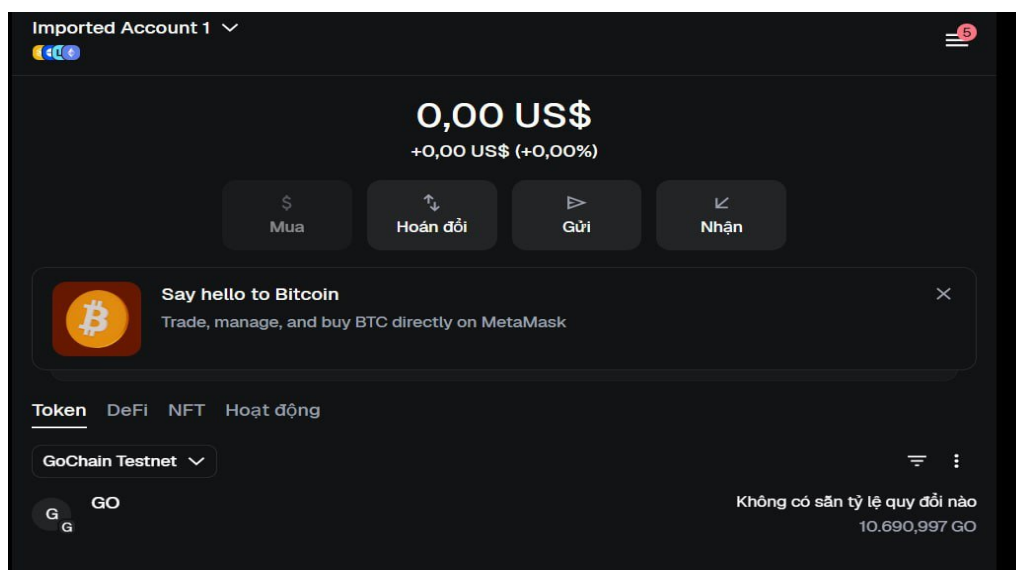 Imported Account 1
5
0,00 US$
+0,00 US$ (+0,00%)
$
Mua
Hoán đổi
Gửi
Nhận
Say hello to Bitcoin
Trade, manage, and buy BTC directly on MetaMask
Token DeFi NFT Hoạt động
GoChain Testnet
G
G
GO
Không có sẵn tỷ lệ quy đổi nào
10.690,997 GO